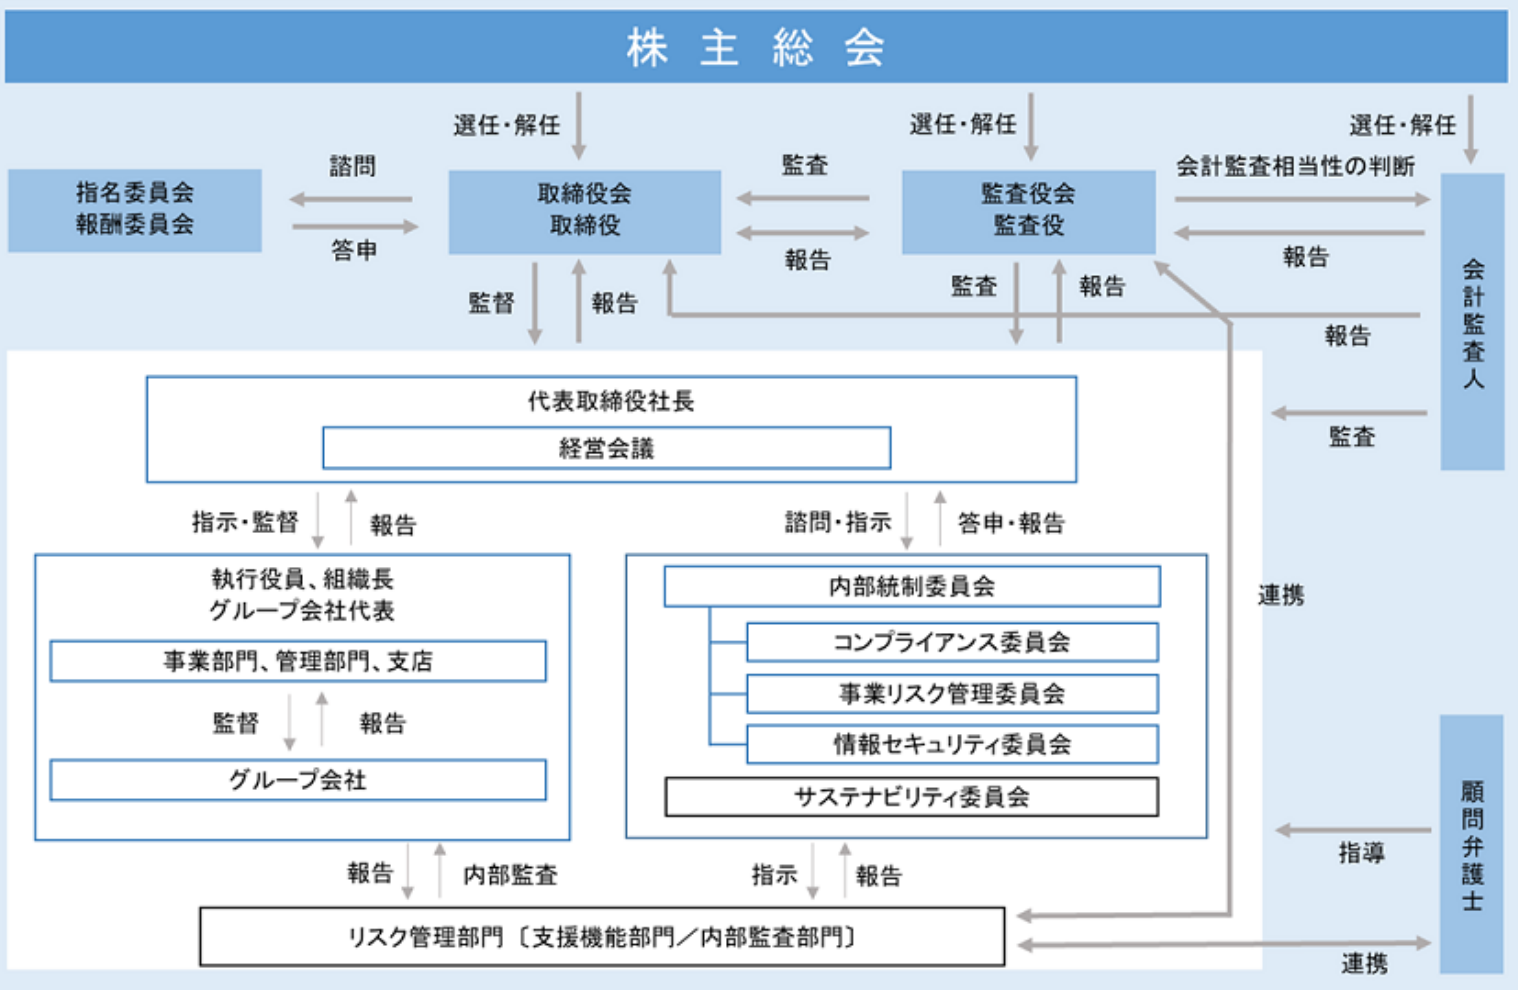 株主総会
選任・解任
選任・解任
選任・解任
諮問
監査
会計監査相当性の判断
指名委員会
報酬委員会
取締役会
取締役
監査役会
監査役
答申
報告
報告
会計監査人
監督
報告
監査
報告
報告
監査
代表取締役社長
経営会議
指示・監督
報告
諮問・指示
答申・報告
執行役員、組織長
グループ会社代表
事業部門、管理部門、支店
監督
報告
グループ会社
内部統制委員会
コンプライアンス委員会
事業リスク管理委員会
情報セキュリティ委員会
サステナビリティ委員会
連携
報告
内部監査
指示
報告
指導
顧問弁護士
リスク管理部門〔支援機能部門／内部監査部門〕
連携